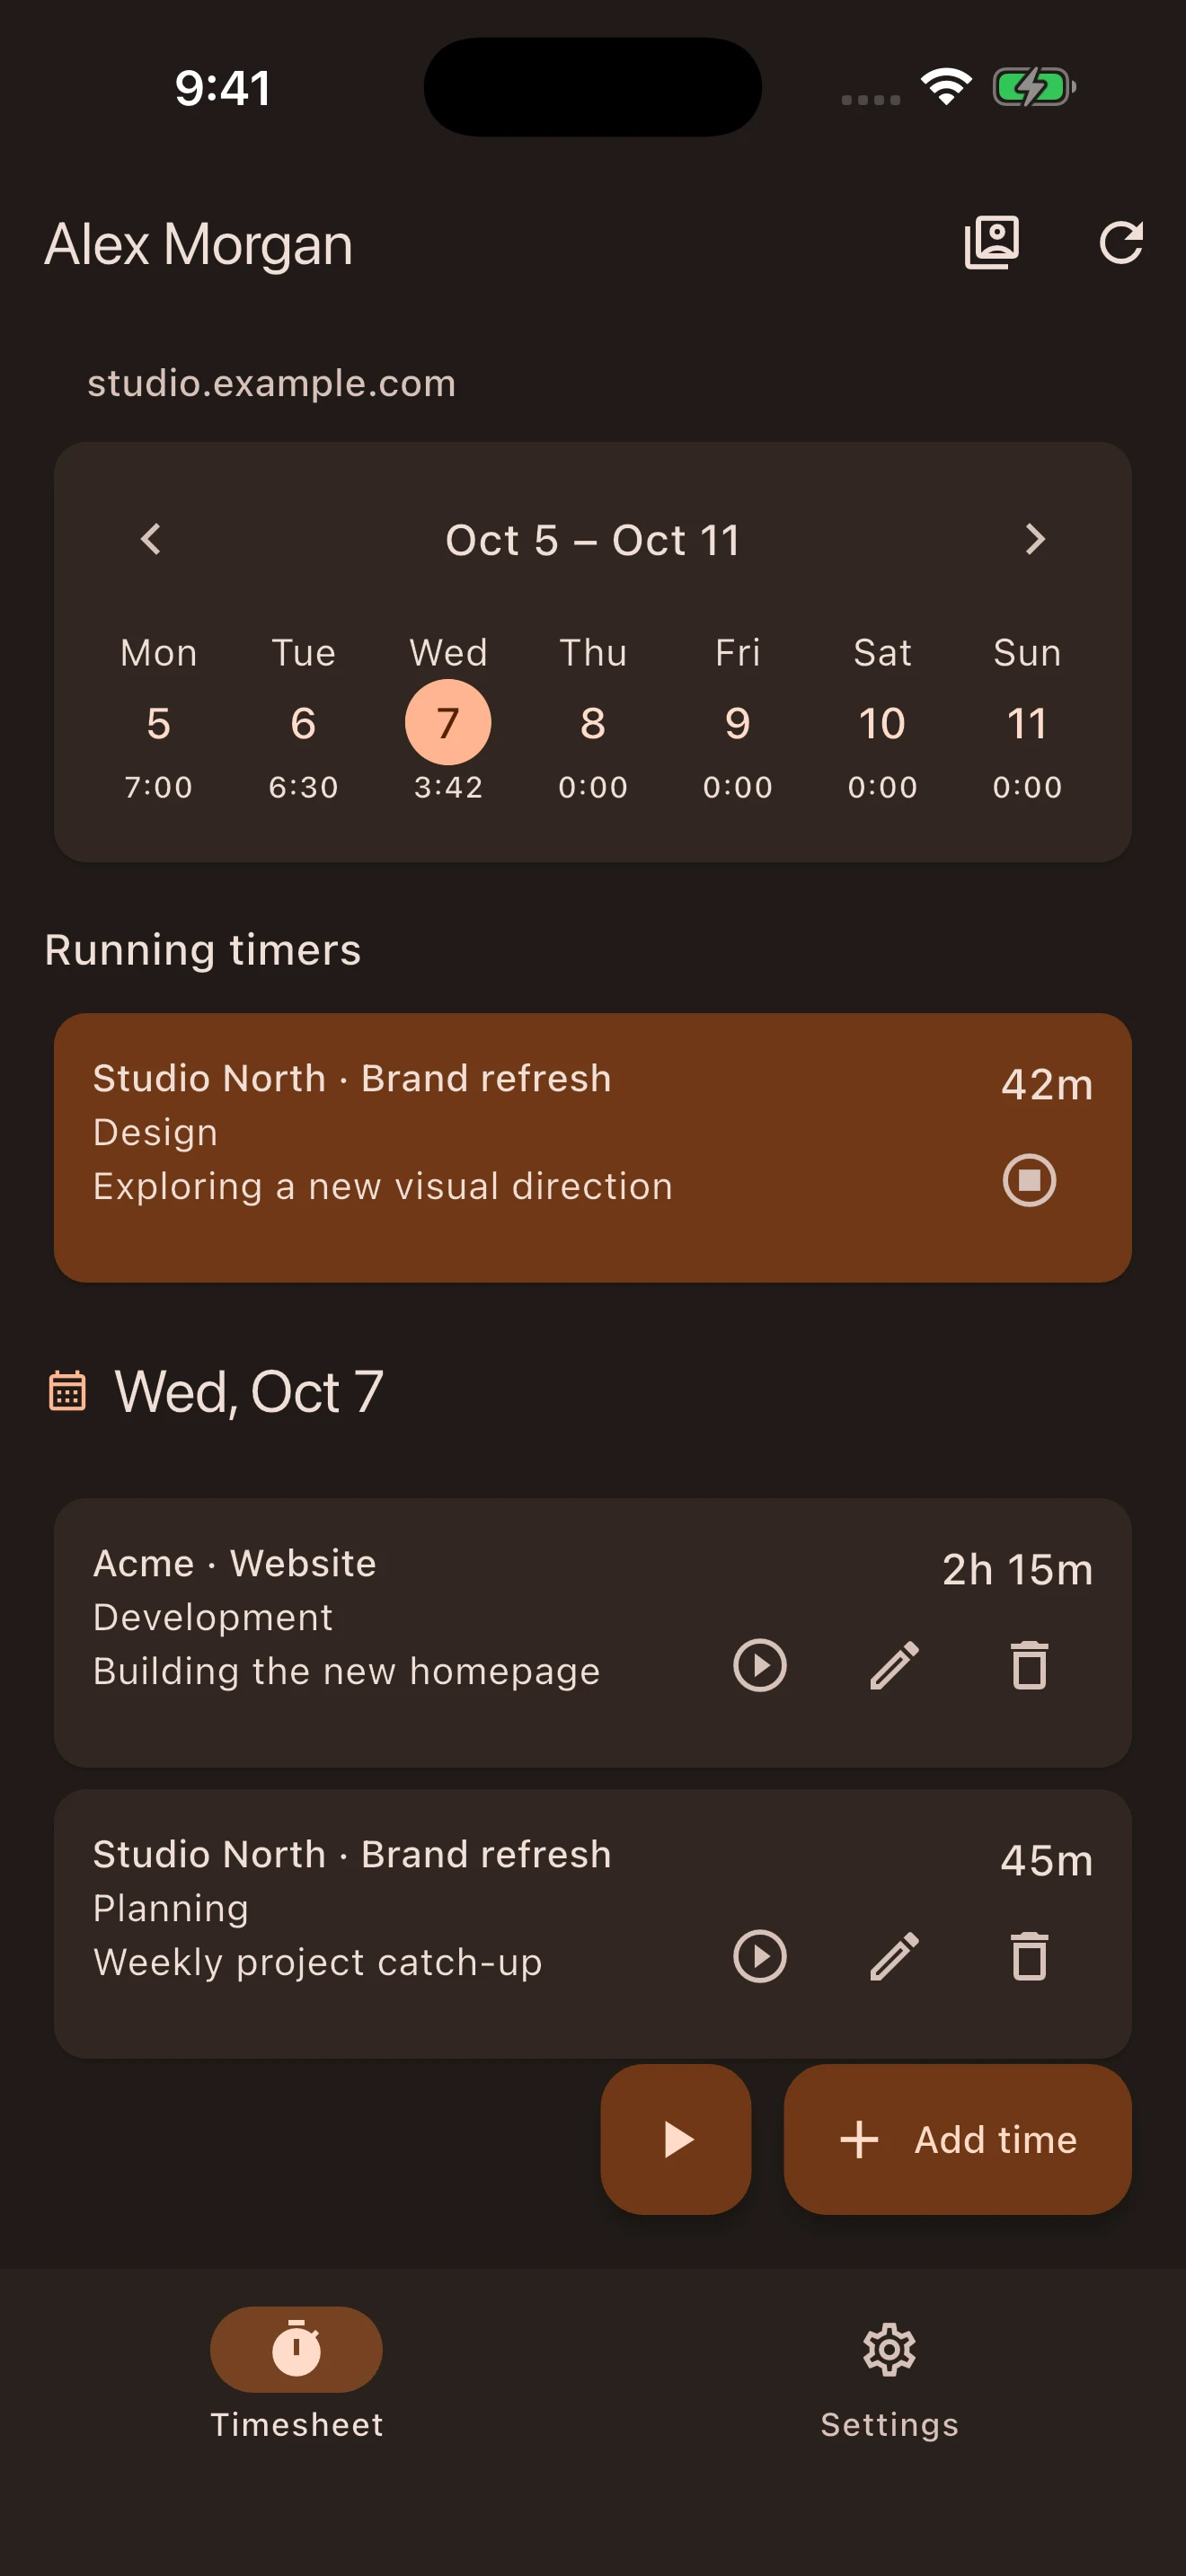 9:41
Alex Morgan
studio.example.com
Oct 5 – Oct 11
Mon Tue Wed Thu Fri Sat Sun
5 6 7 8 9 10 11
7:00 6:30 3:42 0:00 0:00 0:00 0:00
Running timers
Studio North · Brand refresh 42m
Design
Exploring a new visual direction
Wed, Oct 7
Acme · Website 2h 15m
Development
Building the new homepage
Studio North · Brand refresh 45m
Planning
Weekly project catch-up
Add time
Timesheet Settings